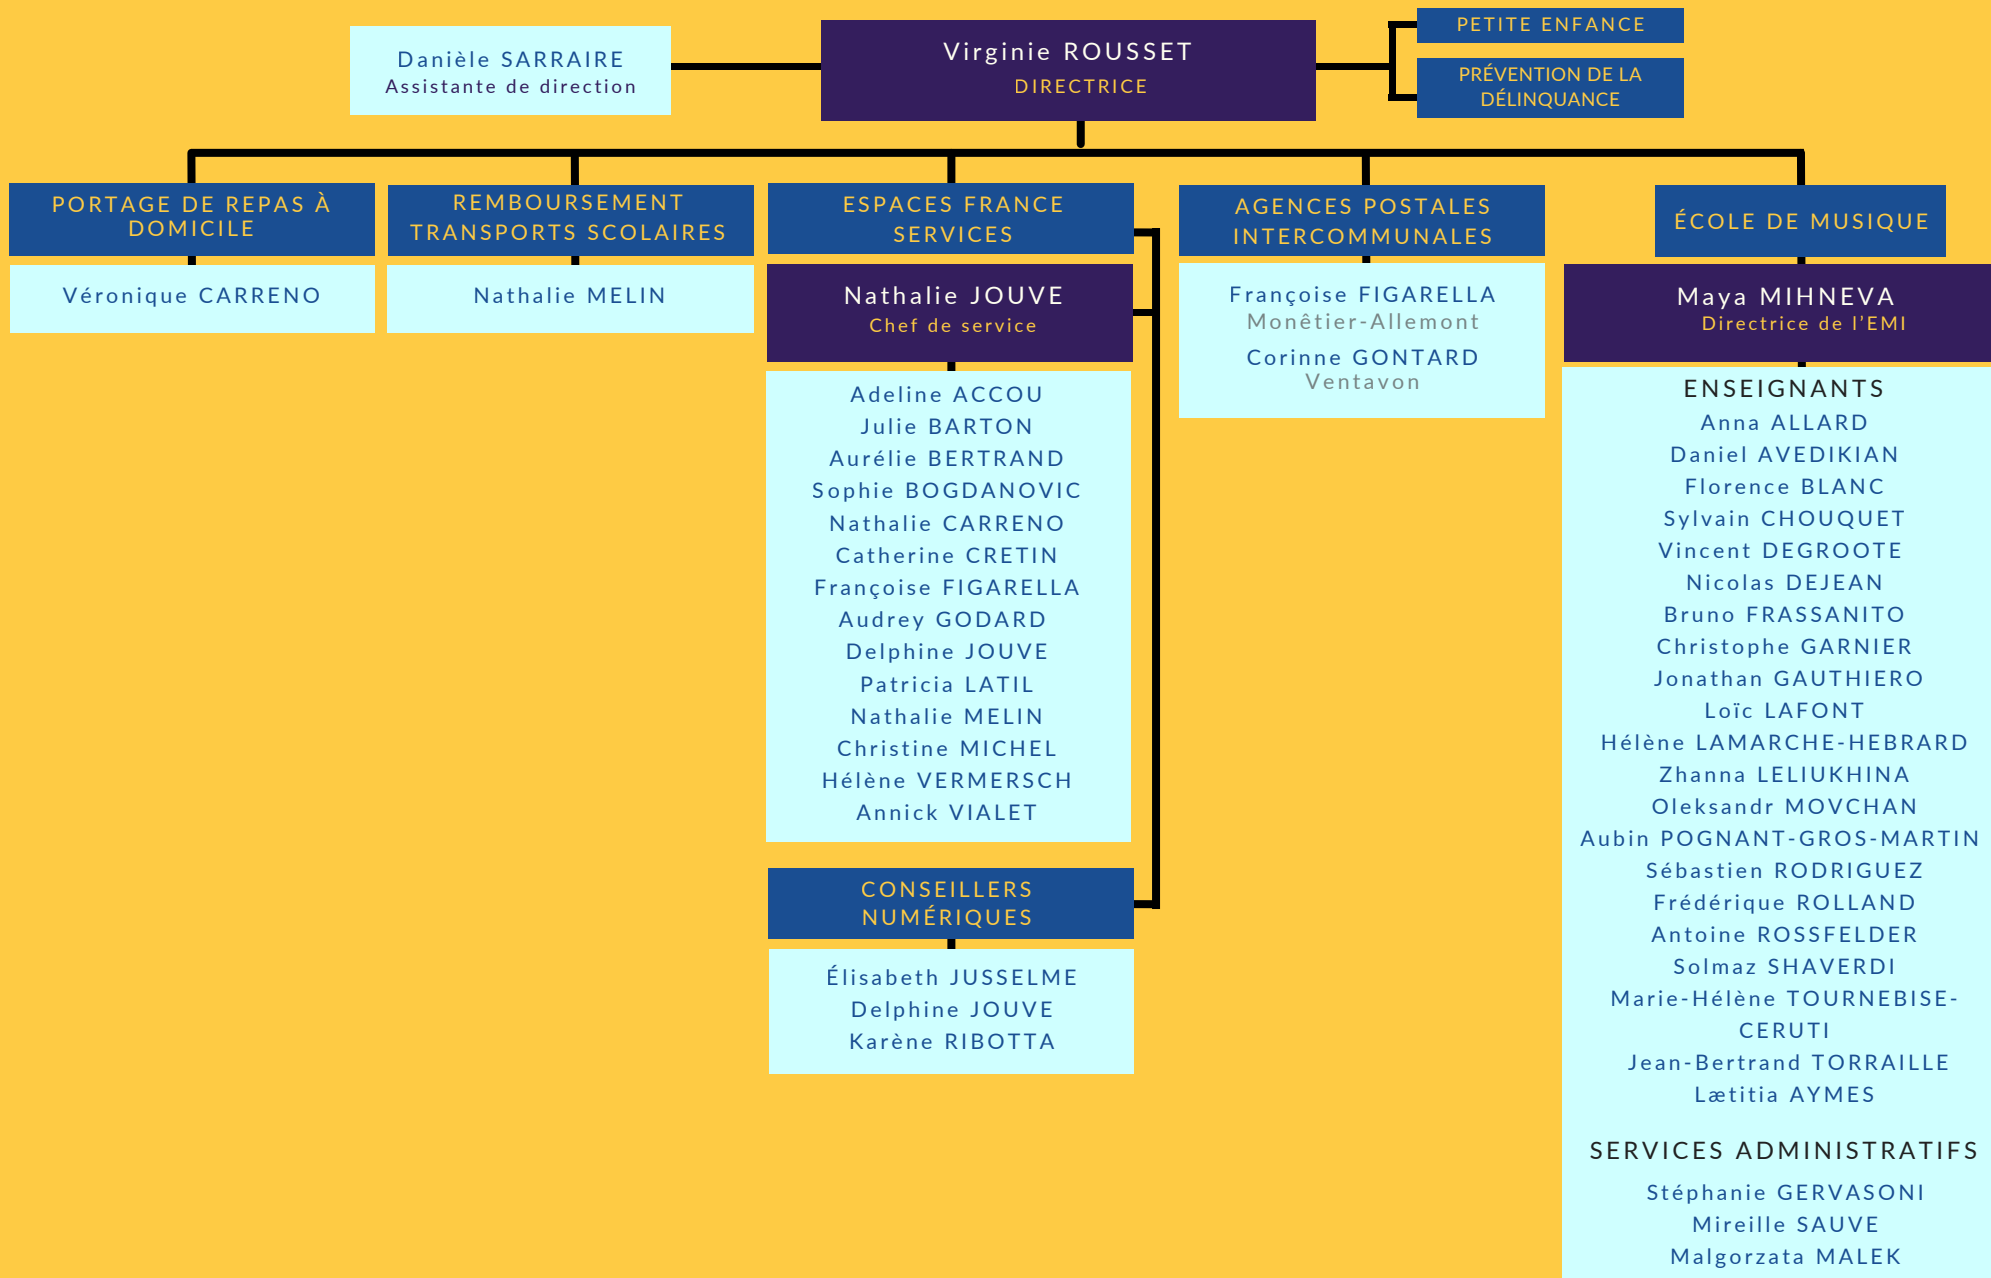 Danièle SARRAIRE
Assistante de direction
Virginie ROUSSET
DIRECTRICE
PETITE ENFANCE
PRÉVENTION DE LA
DÉLINQUANCE
PORTAGE DE REPAS À
DOMICILE
Véronique CARRENO
REMBOURSEMENT
TRANSPORTS SCOLAIRES
Nathalie MELIN
ESPACES FRANCE
SERVICES
Nathalie JOUVE
Chef de service
Adeline ACCOU
Julie BARTON
Aurélie BERTRAND
Sophie BOGDANOVIC
Nathalie CARRENO
Catherine CRETIN
Françoise FIGARELLA
Audrey GODARD
Delphine JOUVE
Patricia LATIL
Nathalie MELIN
Christine MICHEL
Hélène VERMERSCH
Annick VIALET
CONSEILLERS
NUMÉRIQUES
Élisabeth JUSSELME
Delphine JOUVE
Karène RIBOTTA
AGENCES POSTALES
INTERCOMMUNALES
Françoise FIGARELLA
Monêtier-Allemont
Corinne GONTARD
Ventavon
ÉCOLE DE MUSIQUE
Maya MIHNEVA
Directrice de l'EMI
ENSEIGNANTS
Anna ALLARD
Daniel AVEDIKIAN
Florence BLANC
Sylvain CHOUQUET
Vincent DEGROOTE
Nicolas DEJEAN
Bruno FRASSANITO
Christophe GARNIER
Jonathan GAUTHIERO
Loïc LAFONT
Hélène LAMARCHE-HEBRARD
Zhanna LELIUKHINA
Oleksandr MOVCHAN
Aubin POGNANT-GROS-MARTIN
Sébastien RODRIGUEZ
Frédérique ROLLAND
Antoine ROSSFELDER
Solmaz SHAVERDI
Marie-Hélène TOURNEBISE-
CERUTI
Jean-Bertrand TORRAILLE
Lætitia AYMES
SERVICES ADMINISTRATIFS
Stéphanie GERVASONI
Mireille SAUVE
Malgorzata MALEK